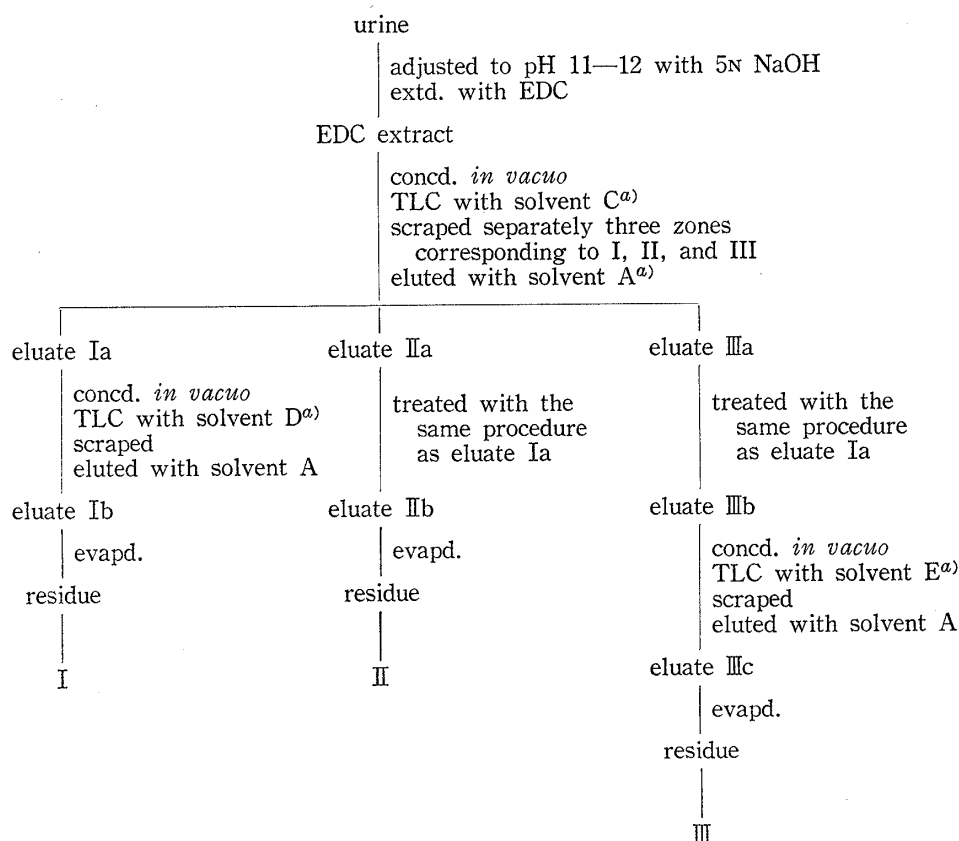 urine
adjusted to pH 11—12 with 5N NaOH
extd. with EDC
EDC extract
concd. in vacuo
TLC with solvent Ca)
scraped separately three zones
corresponding to I, II, and III
eluted with solvent Aa)
eluate Ia
eluate IIa
eluate IIIa
concd. in vacuo
TLC with solvent Da)
scraped
eluted with solvent A
treated with the
same procedure
as eluate Ia
treated with the
same procedure
as eluate Ia
eluate Ib
eluate IIb
eluate IIIb
evapd.
evapd.
concd. in vacuo
TLC with solvent Ea)
scraped
eluted with solvent A
residue
residue
I
II
eluate IIIc
evapd.
residue
III